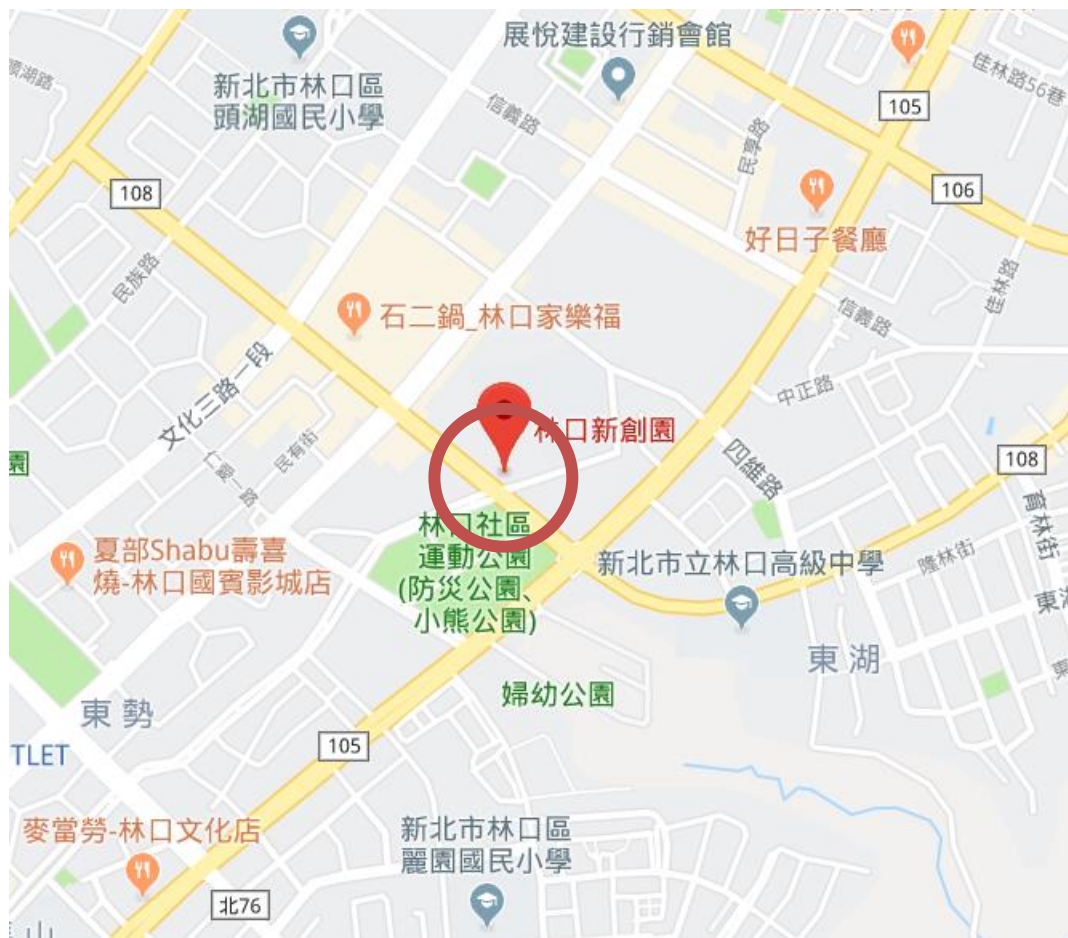 展悅建設行銷會館
新北市林口區
頭湖國民小學
頭湖路
信義路
民享路
105
佳林路56巷
108
106
好日子餐廳
民族路
佳林路
石二鍋_林口家樂福
信義路
文化三路一段
中正路
林口新創園
民有街
仁愛一路
四維路
108
園
育林街
林口社區
運動公園
(防災公園、
小熊公園)
夏部Shabu壽喜
燒-林口國賓影城店
新北市立林口高級中學
隆林街
東湖
東勢
婦幼公園
105
TLET
麥當勞-林口文化店
新北市林口區
麗園國民小學
北76